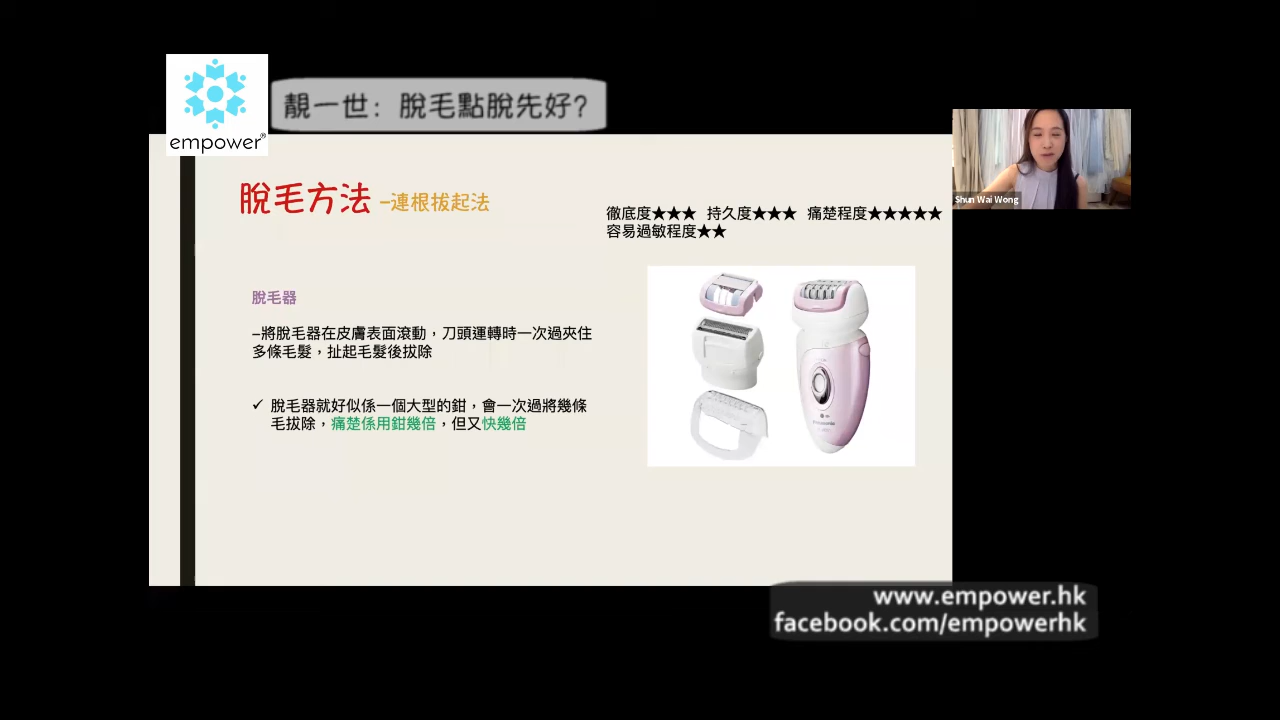 empower®
靚一世：脫毛點脫先好?
Shun Wai Wong
脫毛方法 –連根拔起法
徹底度★★★ 持久度★★★ 痛楚程度★★★★★
容易過敏程度★★
脫毛器
–將脫毛器在皮膚表面滾動，刀頭運轉時一次過夾住
多條毛髮，扯起毛髮後拔除
✓ 脫毛器就好似係一個大型的鉗，會一次過將幾條
毛拔除，痛楚係用鉗幾倍，但又快幾倍
www.empower.hk
facebook.com/empowerhk